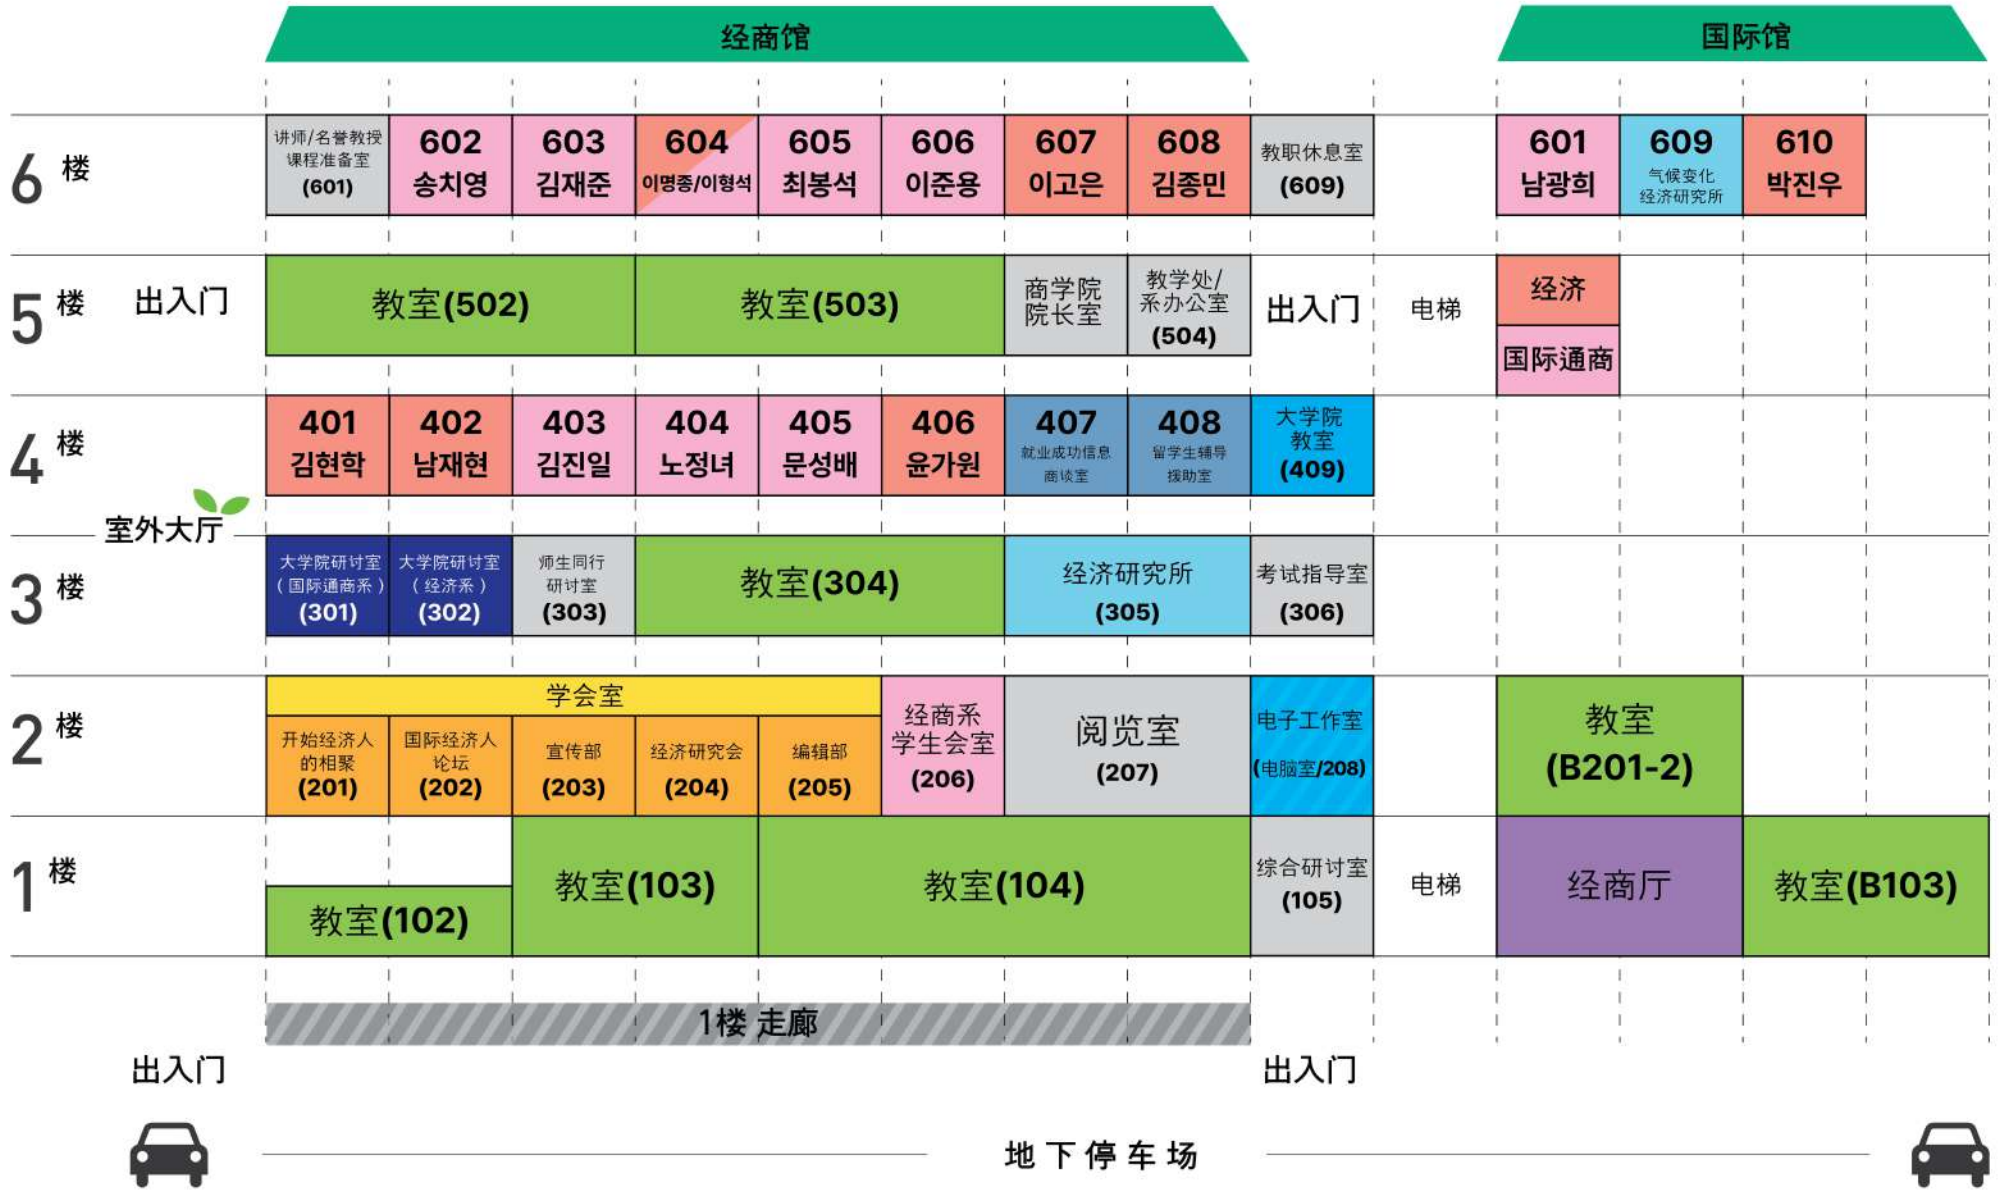 经商馆
国际馆
6 楼
讲师/名誉教授
课程准备室
(601)
602
송치영
603
김재준
604
이명종/이형석
605
최봉석
606
이준용
607
이고은
608
김종민
教职休息室
(609)
601
남광희
609
气候变化
经济研究所
610
박진우
5 楼
出入门
教室(502)
教室(503)
商学院
院长室
教学处/
系办公室
(504)
出入门
电梯
经济
国际通商
4 楼
401
김현학
402
남재현
403
김진일
404
노정녀
405
문성배
406
윤가원
407
就业成功信息
商谈室
408
留学生辅导
援助室
大学院
教室
(409)
室外大厅
3 楼
大学院研讨室
( 国际通商系 )
(301)
大学院研讨室
( 经济系 )
(302)
师生同行
研讨室
(303)
教室(304)
经济研究所
(305)
考试指导室
(306)
2 楼
学会室
开始经济人
的相聚
(201)
国际经济人
论坛
(202)
宣传部
(203)
经济研究会
(204)
编辑部
(205)
经商系
学生会室
(206)
阅览室
(207)
电子工作室
(电脑室/208)
教室
(B201-2)
1 楼
教室(102)
教室(103)
教室(104)
综合研讨室
(105)
电梯
经商厅
教室(B103)
1楼 走廊
出入门
出入门
地下停车场